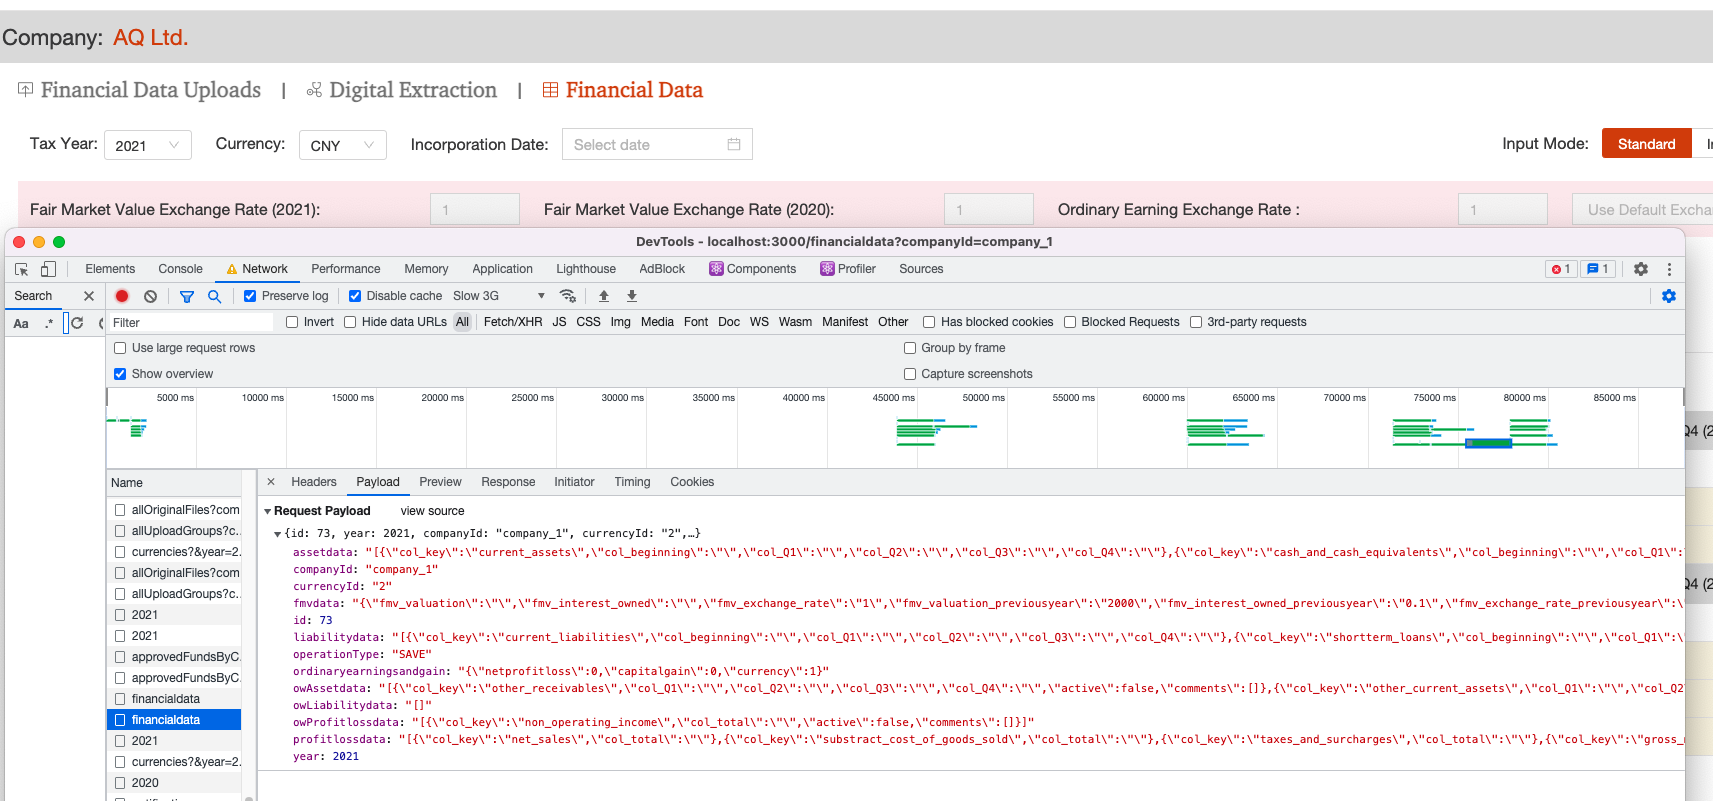 Company: AQ Ltd.
Financial Data Uploads | Digital Extraction | Financial Data
Tax Year: 2021 Currency: CNY Incorporation Date: Select date Input Mode: Standard
Fair Market Value Exchange Rate (2021): 1 Fair Market Value Exchange Rate (2020): 1 Ordinary Earning Exchange Rate : 1 Use Default Excha
DevTools - localhost:3000/financialdata?companyId=company_1
Elements Console Network Performance Memory Application Lighthouse AdBlock Components Profiler Sources 1 1
Search Preserve log Disable cache Slow 3G
Aa .* Filter Invert Hide data URLs All Fetch/XHR JS CSS Img Media Font Doc WS Wasm Manifest Other Has blocked cookies Blocked Requests 3rd-party requests
Use large request rows Group by frame
Show overview Capture screenshots
5000 ms 10000 ms 15000 ms 20000 ms 25000 ms 30000 ms 35000 ms 40000 ms 45000 ms 50000 ms 55000 ms 60000 ms 65000 ms 70000 ms 75000 ms 80000 ms 85000 ms
Q4 (2
Name Headers Payload Preview Response Initiator Timing Cookies
allOriginalFiles?com
allUploadGroups?c...
currencies?&year=2.
allOriginalFiles?com
allUploadGroups?c...
2021
2021
approvedFundsByC.
approvedFundsByC.
financialdata
financialdata
2021
currencies?&year=2.
2020
Request Payload view source
{id: 73, year: 2021, companyId: "company_1", currencyId: "2",…}
assetdata: "[{\"col_key\":\"current_assets\",\"col_beginning\":\"\",\"col_Q1\":\"\",\"col_Q2\":\"\",\"col_Q3\":\"\",\"col_Q4\":\"\"},{\"col_key\":\"cash_and_cash_equivalents\",\"col_beginning\":\"\",\"col_Q1\":\"
companyId: "company_1"
currencyId: "2"
fmvdata: "{\"fmv_valuation\":\"\",\"fmv_interest_owned\":\"\",\"fmv_exchange_rate\":\"1\",\"fmv_valuation_previousyear\":\"2000\",\"fmv_interest_owned_previousyear\":\"0.1\",\"fmv_exchange_rate_previousyear\":\"
id: 73
liabilitydata: "[{\"col_key\":\"current_liabilities\",\"col_beginning\":\"\",\"col_Q1\":\"\",\"col_Q2\":\"\",\"col_Q3\":\"\",\"col_Q4\":\"\"},{\"col_key\":\"shortterm_loans\",\"col_beginning\":\"\",\"col_Q1\":\
operationType: "SAVE"
ordinaryearningsandgain: "{\"netprofitloss\":0,\"capitalgain\":0,\"currency\":1}"
owAssetdata: "[{\"col_key\":\"other_receivables\",\"col_Q1\":\"\",\"col_Q2\":\"\",\"col_Q3\":\"\",\"col_Q4\":\"\",\"active\":false,\"comments\":[]},{\"col_key\":\"other_current_assets\",\"col_Q1\":\"\",\"col_Q2
owLiabilitydata: "[]"
owProfitlossdata: "[{\"col_key\":\"non_operating_income\",\"col_total\":\"\",\"active\":false,\"comments\":[]}]"
profitlossdata: "[{\"col_key\":\"net_sales\",\"col_total\":\"\"},{\"col_key\":\"substract_cost_of_goods_sold\",\"col_total\":\"\"},{\"col_key\":\"taxes_and_surcharges\",\"col_total\":\"\"},{\"col_key\":\"gross_
year: 2021
Q4 (2